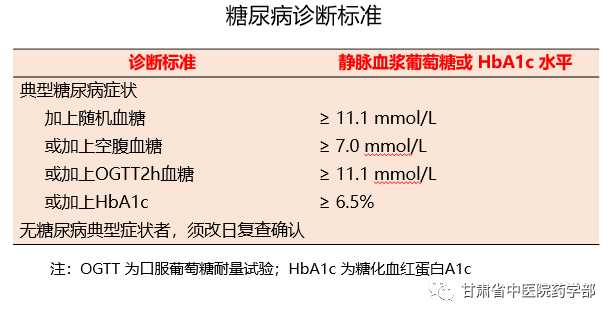 糖尿病诊断标准
诊断标准 静脉血浆葡萄糖或 HbA1c 水平
典型糖尿病症状
加上随机血糖 ≥ 11.1 mmol/L
或加上空腹血糖 ≥ 7.0 mmol/L
或加上OGTT2h血糖 ≥ 11.1 mmol/L
或加上HbA1c ≥ 6.5%
无糖尿病典型症状者，须改日复查确认
注：OGTT 为口服葡萄糖耐量试验；HbA1c 为糖化血红蛋白A1c
甘肃省中医院药学部